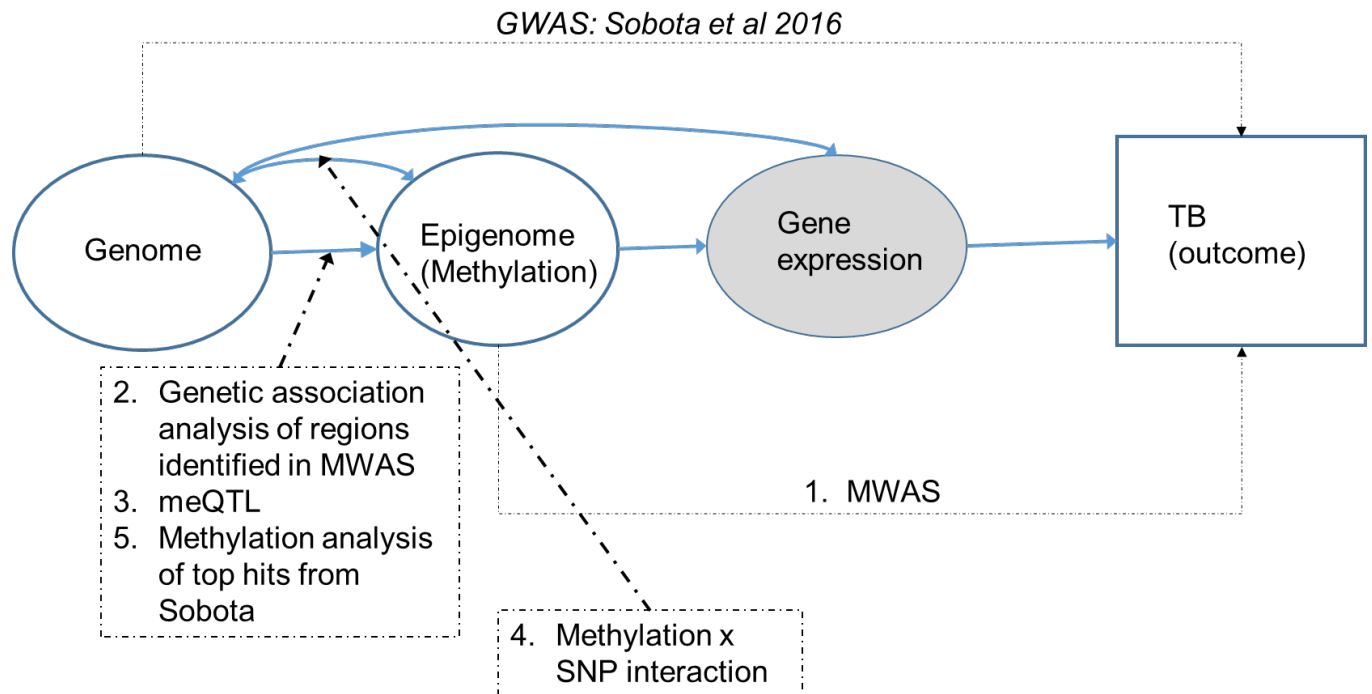 GWAS: Sobota et al 2016
Genome
Epigenome
(Methylation)
Gene
expression
TB
(outcome)
2. Genetic association
analysis of regions
identified in MWAS
3. meQTL
5. Methylation analysis
of top hits from
Sobota
1. MWAS
4. Methylation x
SNP interaction